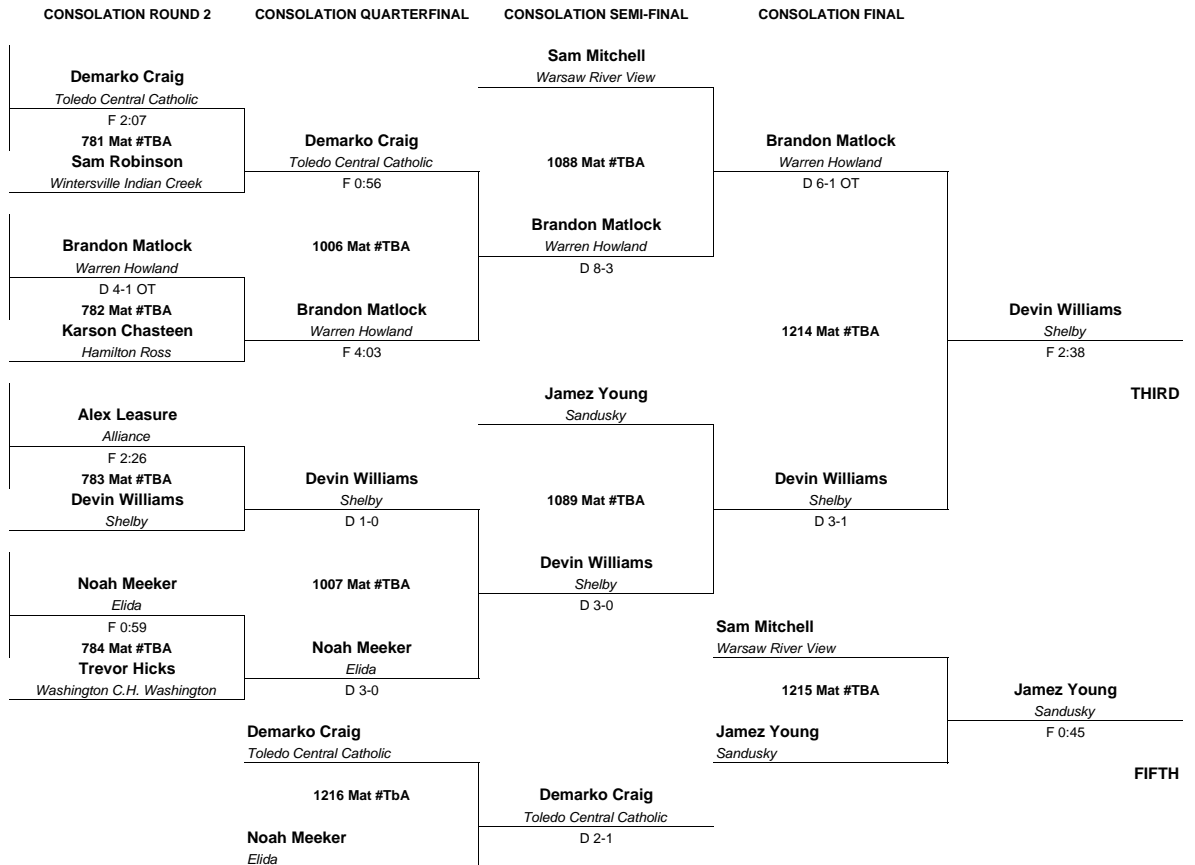 CONSOLATION ROUND 2
CONSOLATION QUARTERFINAL
CONSOLATION SEMI-FINAL
CONSOLATION FINAL
Demarko Craig
Toledo Central Catholic
F 2:07
781 Mat #TBA
Sam Robinson
Wintersville Indian Creek
Brandon Matlock
Warren Howland
D 4-1 OT
782 Mat #TBA
Karson Chasteen
Hamilton Ross
Alex Leasure
Alliance
F 2:26
783 Mat #TBA
Devin Williams
Shelby
Noah Meeker
Elida
F 0:59
784 Mat #TBA
Trevor Hicks
Washington C.H. Washington
Demarko Craig
Toledo Central Catholic
F 0:56
1006 Mat #TBA
Brandon Matlock
Warren Howland
F 4:03
Devin Williams
Shelby
D 1-0
1007 Mat #TBA
Noah Meeker
Elida
D 3-0
Demarko Craig
Toledo Central Catholic
1216 Mat #TbA
Noah Meeker
Elida
Sam Mitchell
Warsaw River View
1088 Mat #TBA
Brandon Matlock
Warren Howland
D 8-3
Jamez Young
Sandusky
1089 Mat #TBA
Devin Williams
Shelby
D 3-0
Demarko Craig
Toledo Central Catholic
D 2-1
Brandon Matlock
Warren Howland
D 6-1 OT
1214 Mat #TBA
Devin Williams
Shelby
D 3-1
Sam Mitchell
Warsaw River View
1215 Mat #TBA
Jamez Young
Sandusky
Devin Williams
Shelby
F 2:38
THIRD
Jamez Young
Sandusky
F 0:45
FIFTH